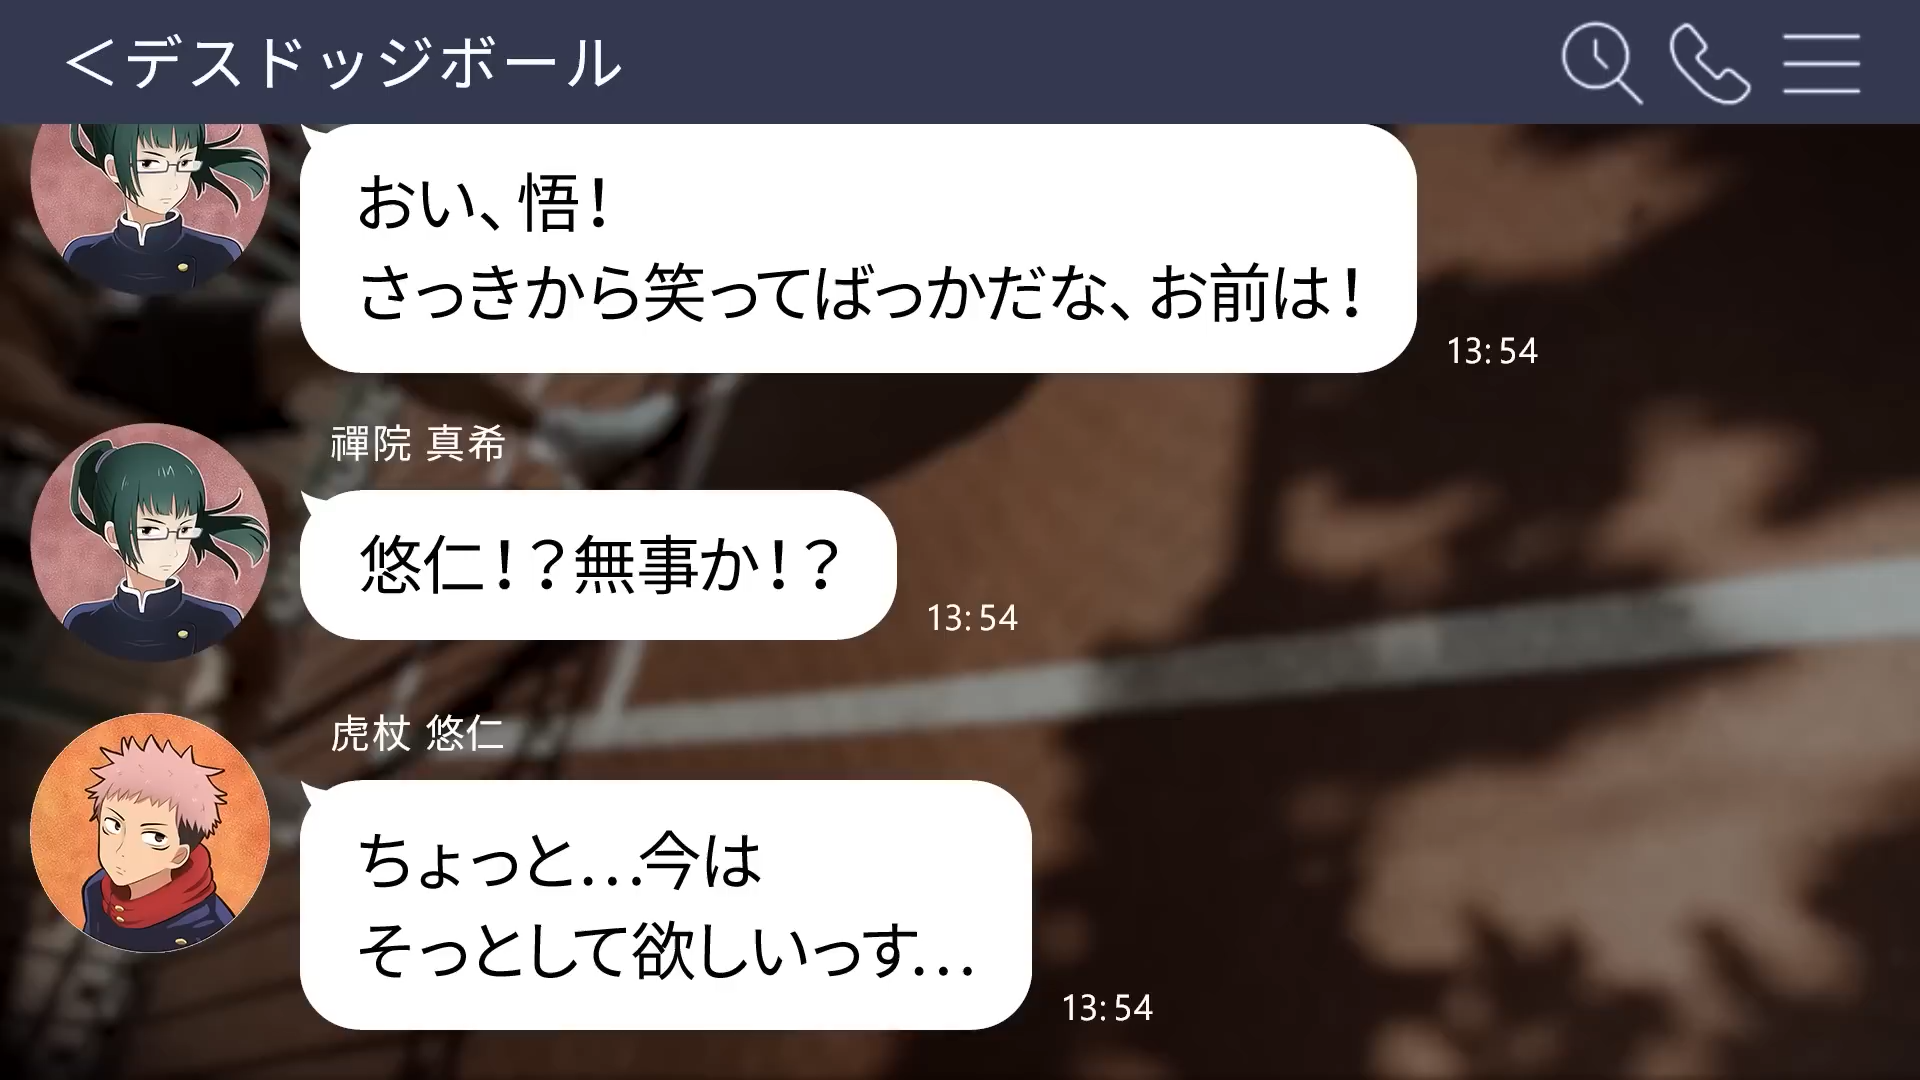 ＜デスドッジボール
おい、悟！
さっきから笑ってばっかだな、お前は！
13:54
禪院 真希
悠仁！？無事か！？
13:54
虎杖 悠仁
ちょっと…今は
そっとして欲しいっす…
13:54